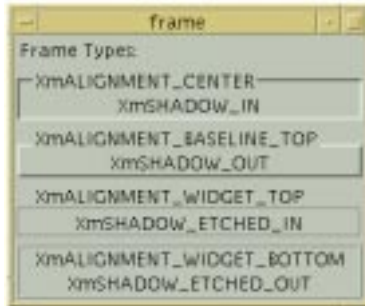 frame
Frame Types:
XmALIGNMENT_CENTER
XmSHADOW_IN
XmALIGNMENT_BASELINE_TOP
XmSHADOW_OUT
XmALIGNMENT_WIDGET_TOP
XmSHADOW_ETCHED_IN
XmALIGNMENT_WIDGET_BOTTOM
XmSHADOW_ETCHED_OUT